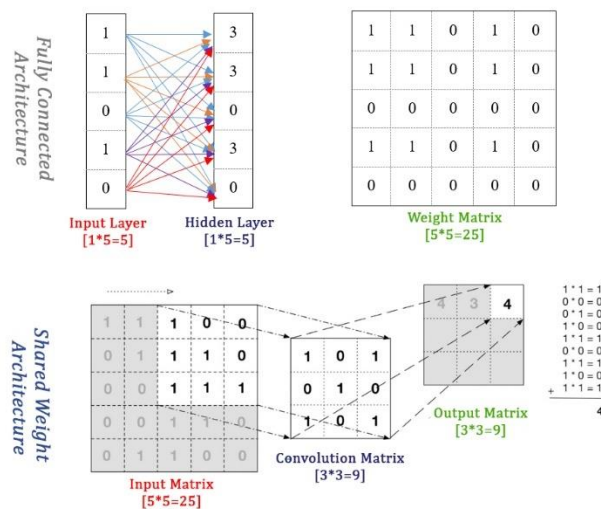 Fully Connected
Architecture
1
1
0
1
0
Input Layer
[1*5=5]
3
3
0
3
0
Hidden Layer
[1*5=5]
1 1 0 1 0
1 1 0 1 0
0 0 0 0 0
1 1 0 1 0
0 0 0 0 0
Weight Matrix
[5*5=25]
Shared Weight
Architecture
1 1 1 0 0
0 1 1 1 0
0 0 1 1 1
0 0 1 1 0
0 1 1 0 0
Input Matrix
[5*5=25]
1 0 1
0 1 0
1 0 1
Convolution Matrix
[3*3=9]
4 3 4
Output Matrix
[3*3=9]
1 * 1=1
0 * 0=0
0 * 1=0
1 * 0=0
1 * 1=1
0 * 0=0
1 * 1=1
1 * 0=0
+ 1 * 1=1
4